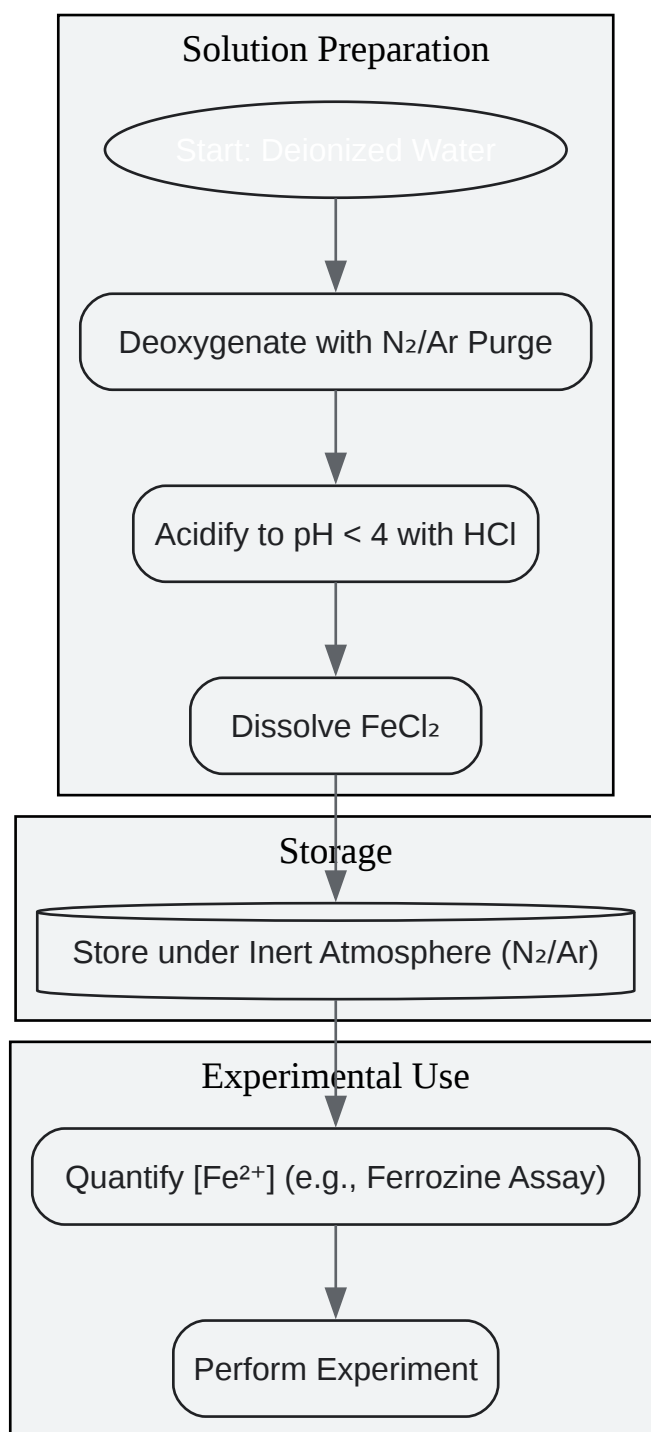 Solution Preparation
Start: Deionized Water
Deoxygenate with N₂/Ar Purge
Acidify to pH < 4 with HCl
Dissolve FeCl₂
Storage
Store under Inert Atmosphere (N₂/Ar)
Experimental Use
Quantify [Fe²⁺] (e.g., Ferrozine Assay)
Perform Experiment